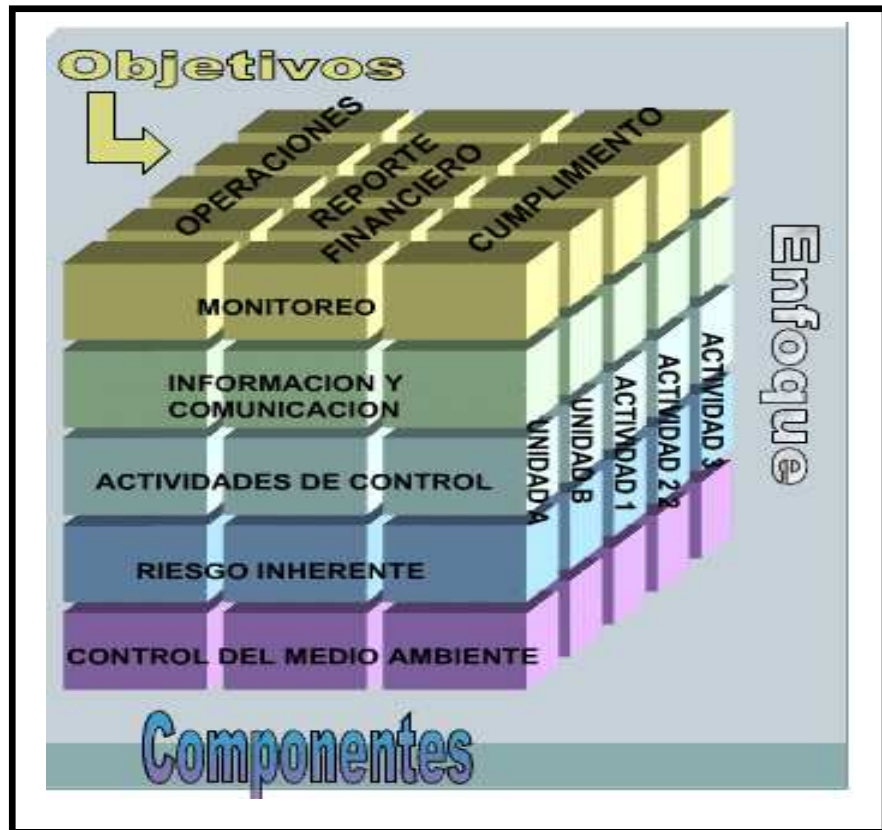 Objetivos
OPERACIONES
REPORTE
FINANCIERO
CUMPLIMIENTO
MONITOREO
INFORMACION Y
COMUNICACION
ACTIVIDADES DE CONTROL
RIESGO INHERENTE
CONTROL DEL MEDIO AMBIENTE
UNIDAD A
UNIDAD B
ACTIVIDAD 1
ACTIVIDAD 2 2
ACTIVIDAD 3
Enfoque
Componentes